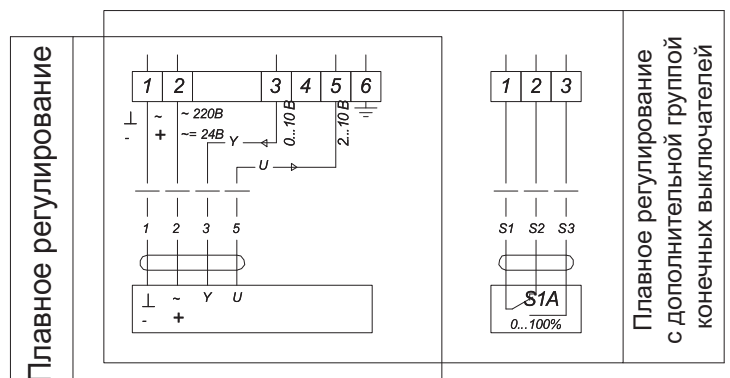 Плавное регулирование
1 2 3 4 5 6
⊥ ~ ~ 220В
- + ~= 24В
Y
0...10 В
U
2...10 В
1 2 3 5
⊥ ~ Y U
- +
1 2 3
S1 S2 S3
S1A
0...100%
Плавное регулирование
с дополнительной группой
конечных выключателей